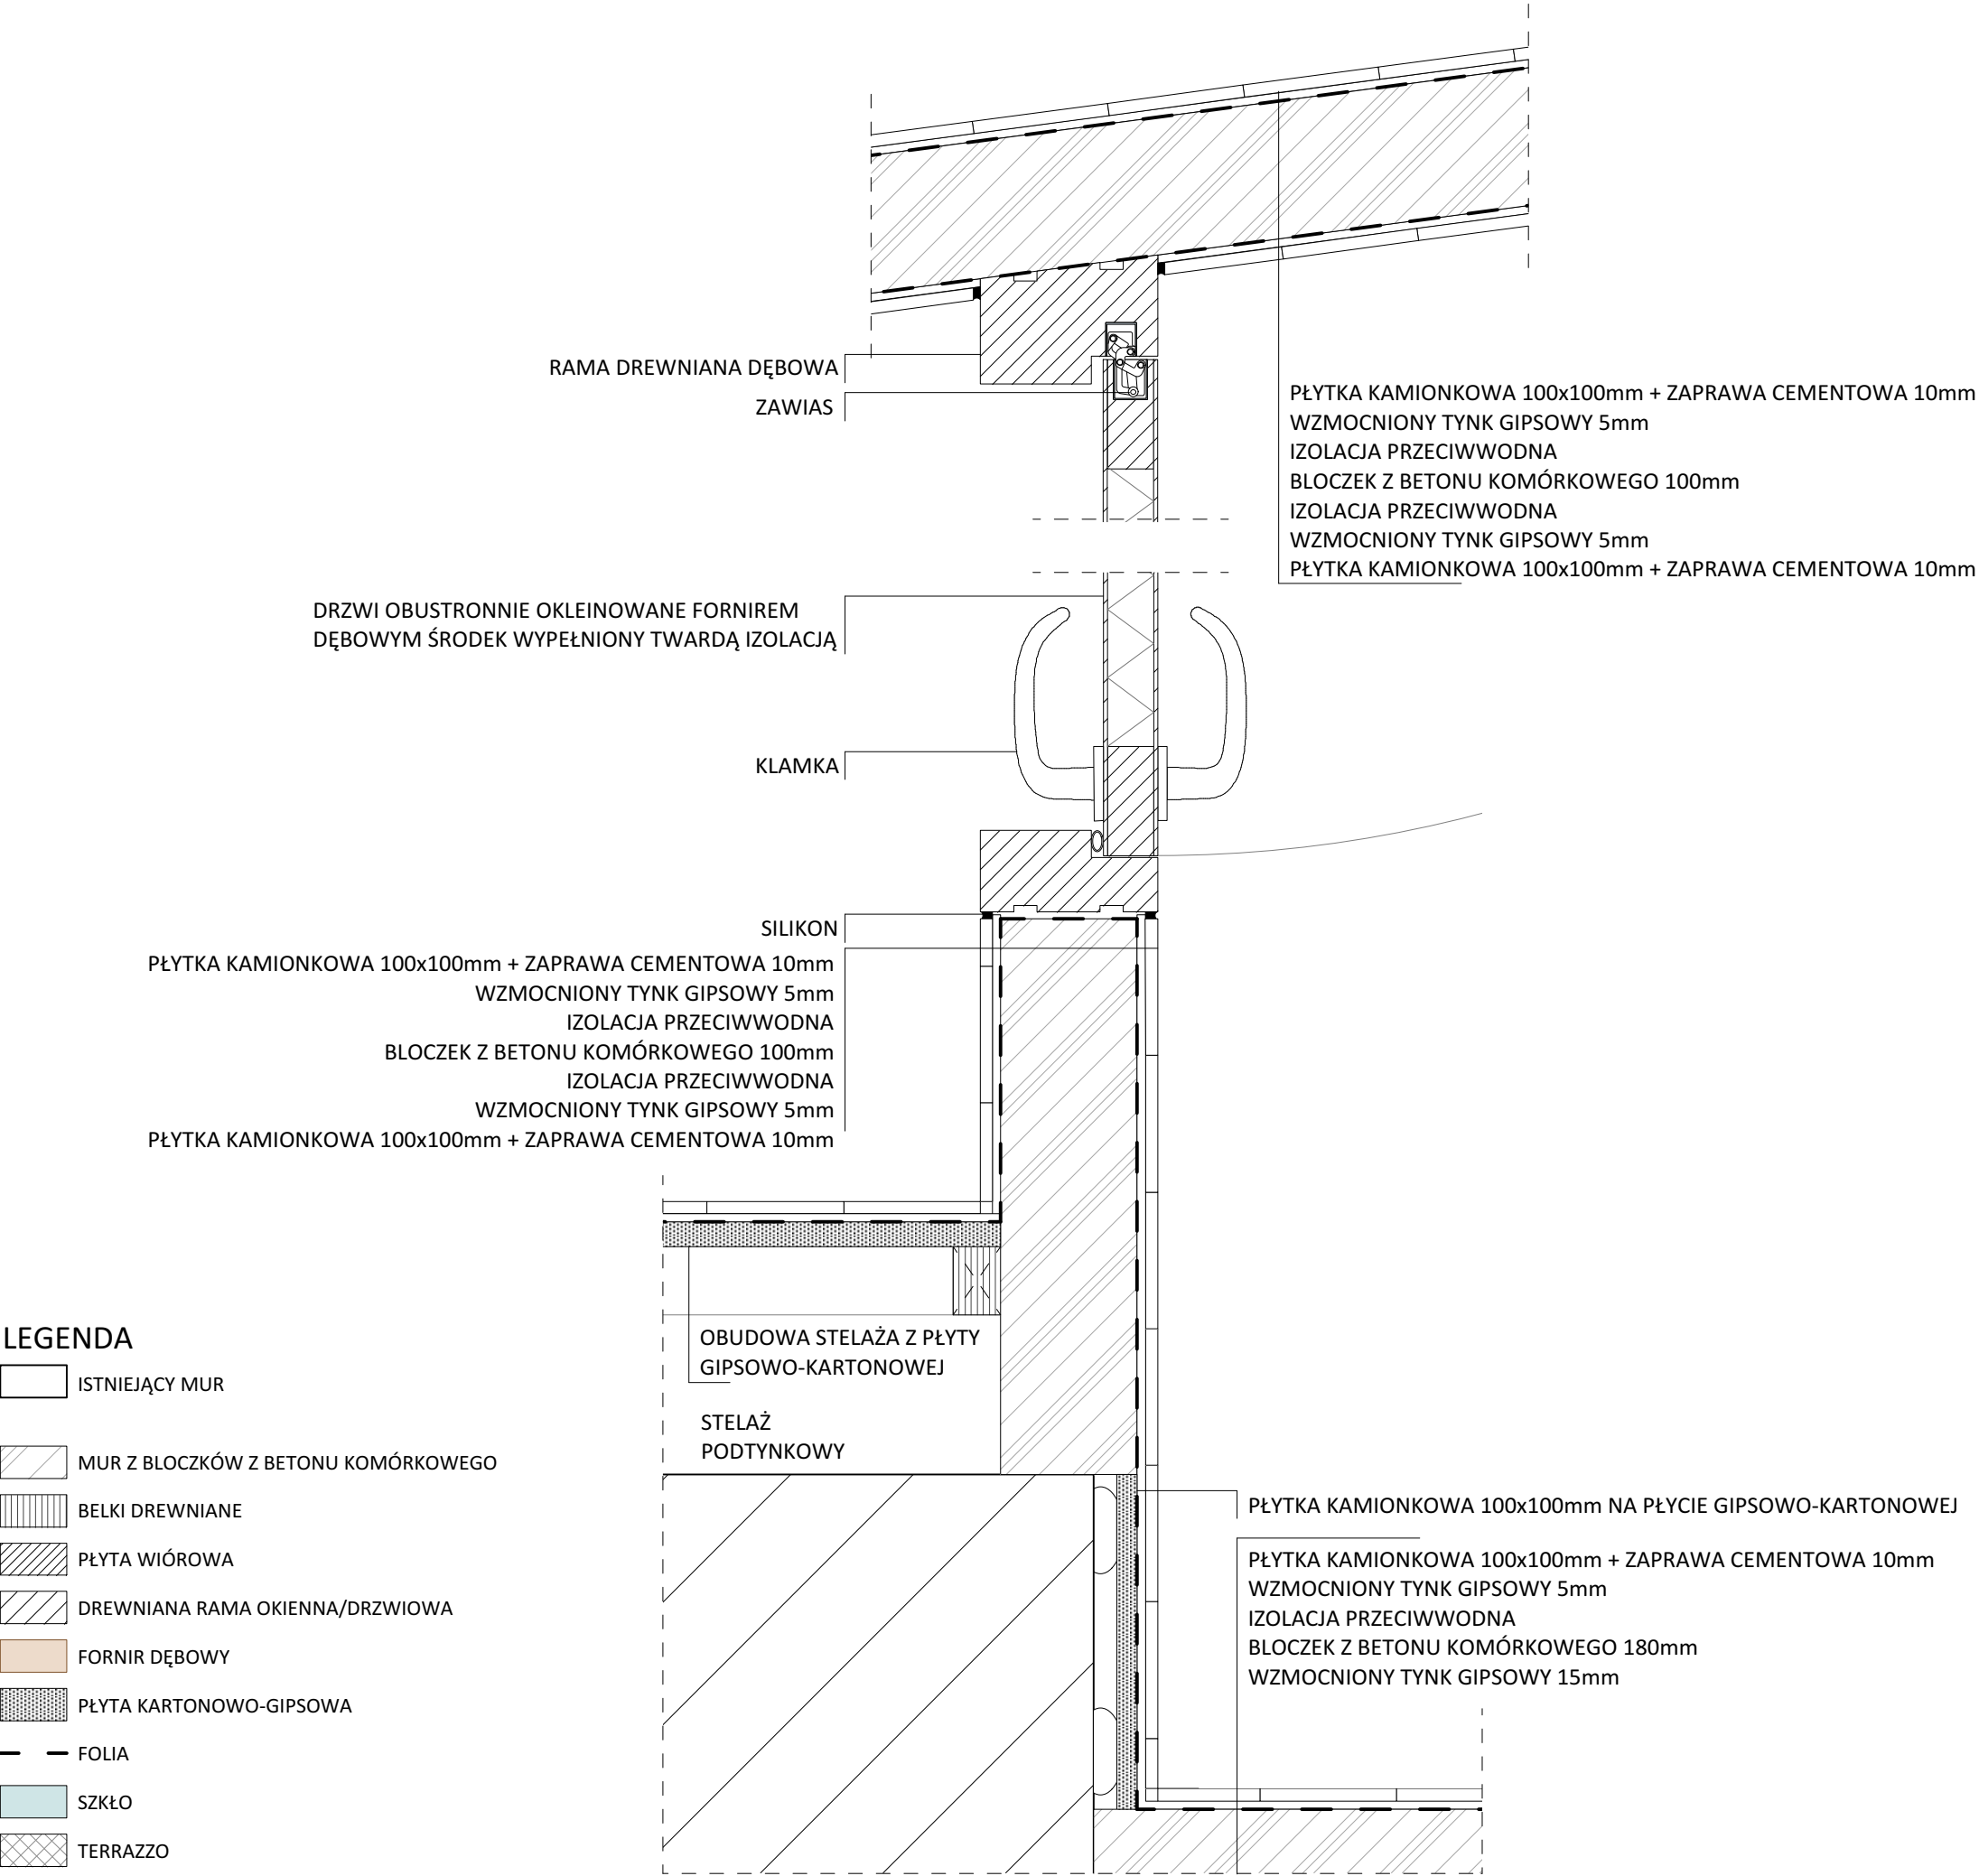 RAMA DREWNIANA DĘBOWA
ZAWIAS
PŁYTKA KAMIONKOWA 100x100mm + ZAPRAWA CEMENTOWA 10mm
WZMOCNIONY TYNK GIPSOWY 5mm
IZOLACJA PRZECIWWODNA
BLOCZEK Z BETONU KOMÓRKOWEGO 100mm
IZOLACJA PRZECIWWODNA
WZMOCNIONY TYNK GIPSOWY 5mm
PŁYTKA KAMIONKOWA 100x100mm + ZAPRAWA CEMENTOWA 10mm
DRZWI OBUSTRONNIE OKLEINOWANE FORNIREM
DĘBOWYM ŚRODEK WYPEŁNIONY TWARDĄ IZOLACJĄ
KLAMKA
SILIKON
PŁYTKA KAMIONKOWA 100x100mm + ZAPRAWA CEMENTOWA 10mm
WZMOCNIONY TYNK GIPSOWY 5mm
IZOLACJA PRZECIWWODNA
BLOCZEK Z BETONU KOMÓRKOWEGO 100mm
IZOLACJA PRZECIWWODNA
WZMOCNIONY TYNK GIPSOWY 5mm
PŁYTKA KAMIONKOWA 100x100mm + ZAPRAWA CEMENTOWA 10mm
OBUDOWA STELAŻA Z PŁYTY
GIPSOWO-KARTONOWEJ
STELAŻ
PODTYNKOWY
PŁYTKA KAMIONKOWA 100x100mm NA PŁYCIE GIPSOWO-KARTONOWEJ
PŁYTKA KAMIONKOWA 100x100mm + ZAPRAWA CEMENTOWA 10mm
WZMOCNIONY TYNK GIPSOWY 5mm
IZOLACJA PRZECIWWODNA
BLOCZEK Z BETONU KOMÓRKOWEGO 180mm
WZMOCNIONY TYNK GIPSOWY 15mm
LEGENDA
ISTNIEJĄCY MUR
MUR Z BLOCZKÓW Z BETONU KOMÓRKOWEGO
BELKI DREWNIANE
PŁYTA WIÓROWA
DREWNIANA RAMA OKIENNA/DRZWIOWA
FORNIR DĘBOWY
PŁYTA KARTONOWO-GIPSOWA
FOLIA
SZKŁO
TERRAZZO